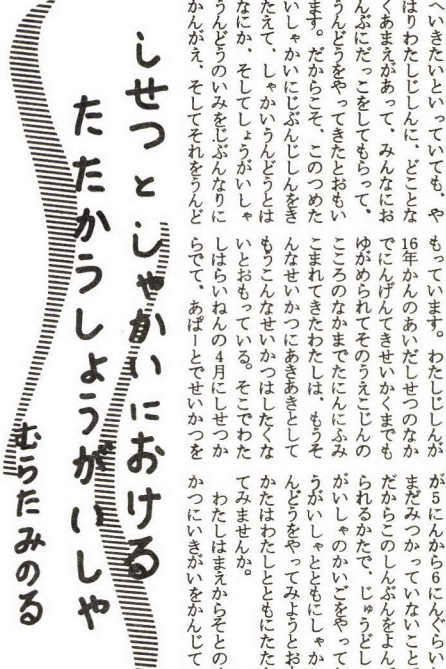 へいきたいといっていても、や
はりわたしじしんに、どことな
くあまえがあって、みんなにお
んぶにだっこをしてもらって、
うんどうをやってきたとおもい
ます。だからこそ、このつめた
いしゃかいにじぶんじしんをき
たえて、しゃかいうんどうとは
なにか、そしてしょうがいしゃ
うんどうのいみをじぶんなりに
かんがえ、そしてそれをうんど
もっています。わたしじしんが
16年かんのあいだしせつのなか
でにんげんてきせいかくまでも
ゆがめられてそのうえこじんの
こころのなかまでたにんにふみ
こまれてきたわたしは、もうそ
んなせいかつにあきあきとして
もうこんなせいかつはしたくな
いとおもっている。そこでわた
しはらいねんの4月にしせつか
らでて、あぱーとでせいかつを
が5にんから6にんぐらい
まだみつかっていないこと
だからこのしんぶんをよん
られるかたで、じゅうどし
がいしゃのかいごをやって
うがいしゃとともにしゃか
んどうをやってみようとお
かたはわたしとともにたた
てみませんか。
わたしはまえからそとの
かつにいきがいをかんじて
しせつとしゃかいにおける
たたかうしょうがいしゃ
むらたみのる